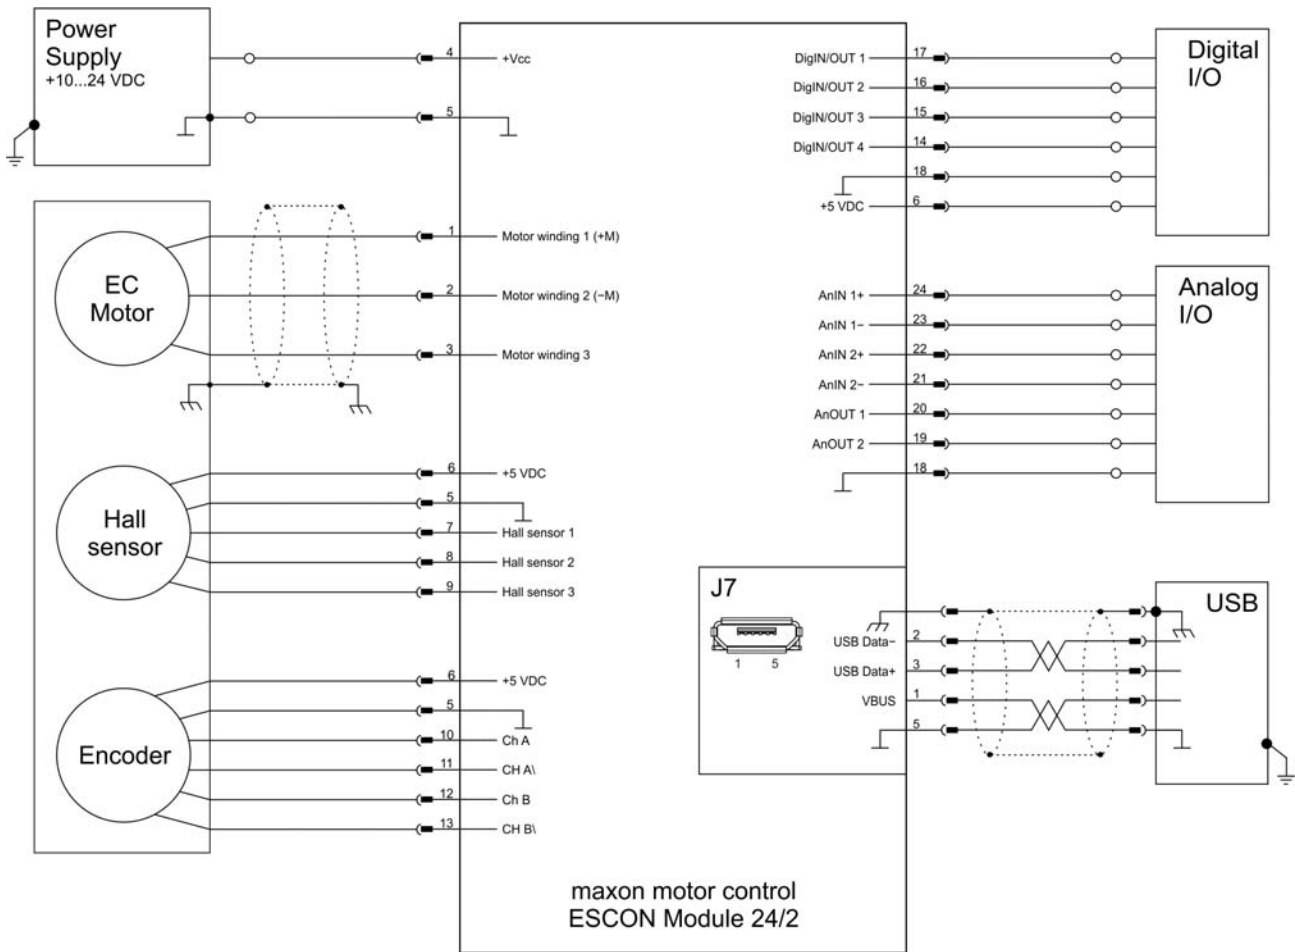 Power
Supply
+10...24 VDC
4
+Vcc
5
EC
Motor
1
Motor winding 1 (+M)
2
Motor winding 2 (−M)
3
Motor winding 3
Hall
sensor
6
+5 VDC
5
7
Hall sensor 1
8
Hall sensor 2
9
Hall sensor 3
Encoder
6
+5 VDC
5
10
Ch A
11
CH A\
12
Ch B
13
CH B\
DigIN/OUT 1
17
DigIN/OUT 2
16
DigIN/OUT 3
15
DigIN/OUT 4
14
18
+5 VDC
6
Digital
I/O
AnIN 1+
24
AnIN 1−
23
AnIN 2+
22
AnIN 2−
21
AnOUT 1
20
AnOUT 2
19
18
Analog
I/O
J7
1 5
USB Data−
2
USB Data+
3
VBUS
1
5
USB
maxon motor control
ESCON Module 24/2